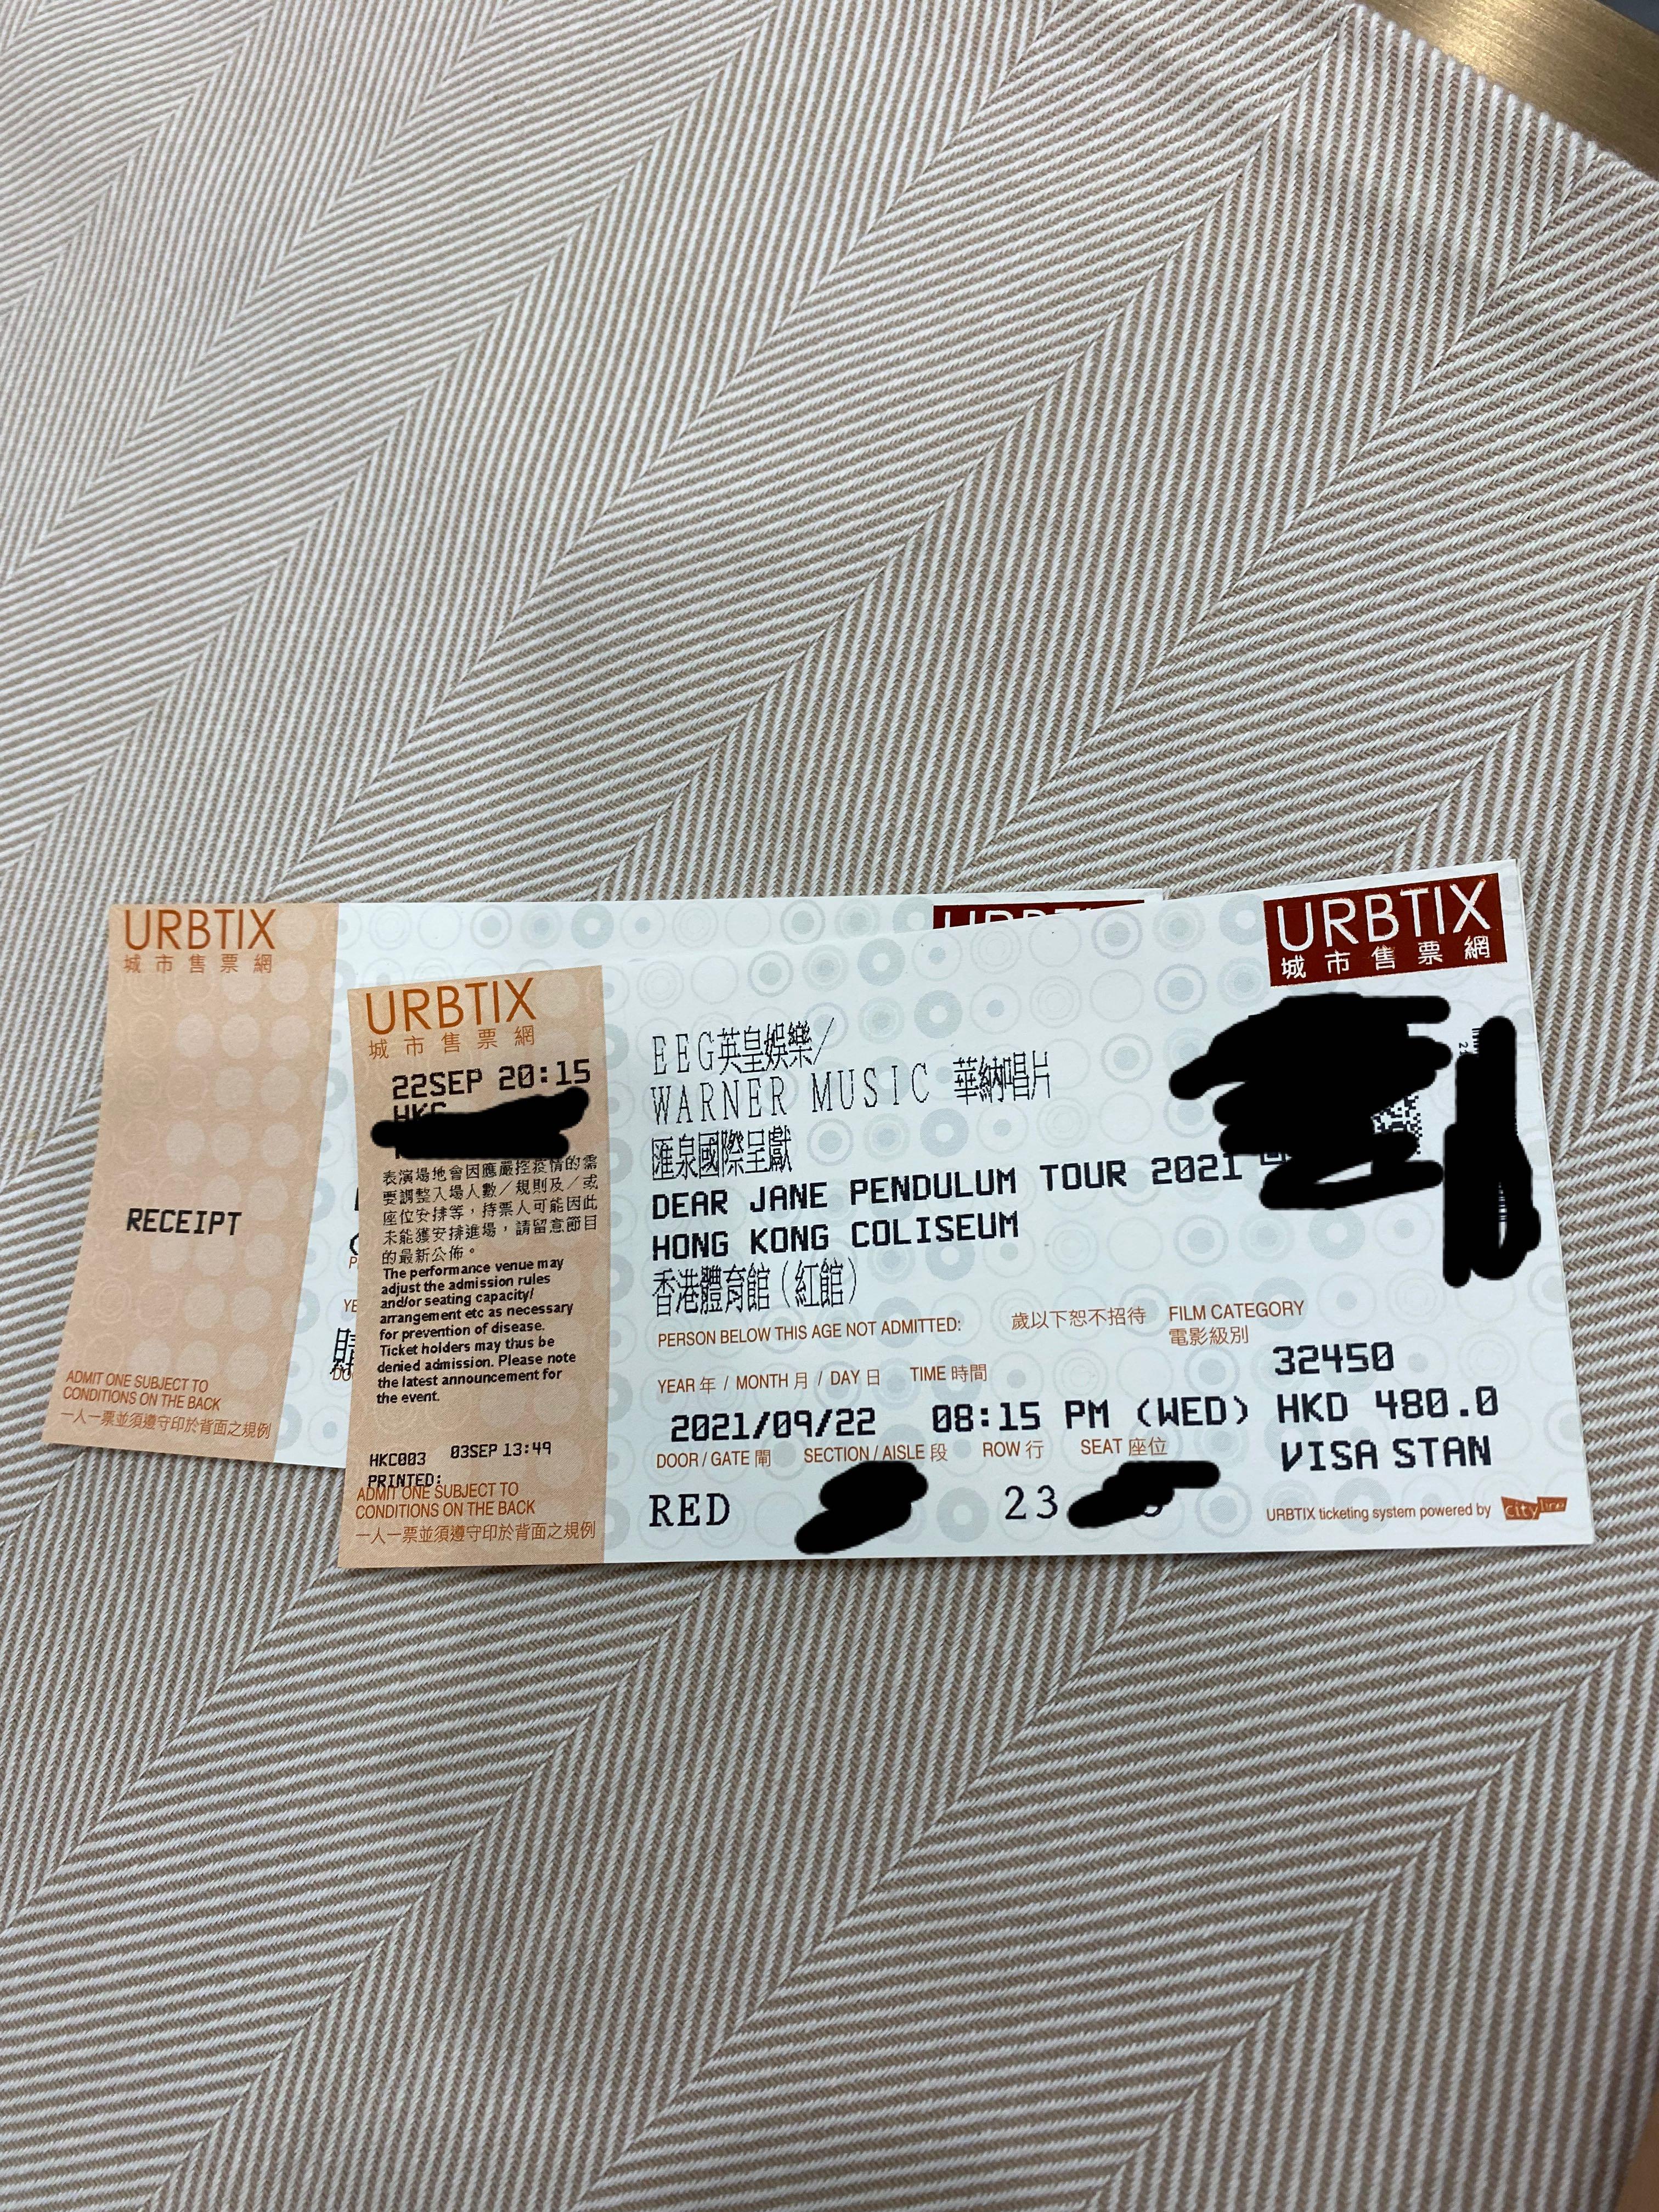 URBTIX
城市售票網
RECEIPT
ADMIT ONE SUBJECT TO
CONDITIONS ON THE BACK
一人一票並須遵守印於背面之規例
URBTIX
城市售票網
22SEP 20:15
HKC
表演場地會因應嚴控疫情的需
要調整入場人數／規則及／或
座位安排等，持票人可能因此
未能獲安排進場，請留意節目
的最新公佈。
The performance venue may
adjust the admission rules
and/or seating capacity/
arrangement etc as necessary
for prevention of disease.
Ticket holders may thus be
denied admission. Please note
the latest announcement for
the event.
HKC003 03SEP 13:49
PRINTED:
ADMIT ONE SUBJECT TO
CONDITIONS ON THE BACK
一人一票並須遵守印於背面之規例
URBTIX
城市售票網
EEG英皇娛樂/
WARNER MUSIC 華納唱片
匯泉國際呈獻
DEAR JANE PENDULUM TOUR 2021
HONG KONG COLISEUM
香港體育館（紅館）
PERSON BELOW THIS AGE NOT ADMITTED: 歲以下恕不招待 FILM CATEGORY
電影級別
32450
YEAR 年 / MONTH 月 / DAY 日 TIME 時間
2021/09/22 08:15 PM (WED) HKD 480.0
DOOR / GATE 閘 SECTION / AISLE 段 ROW 行 SEAT 座位
VISA STAN
RED 23
URBTIX ticketing system powered by cityline